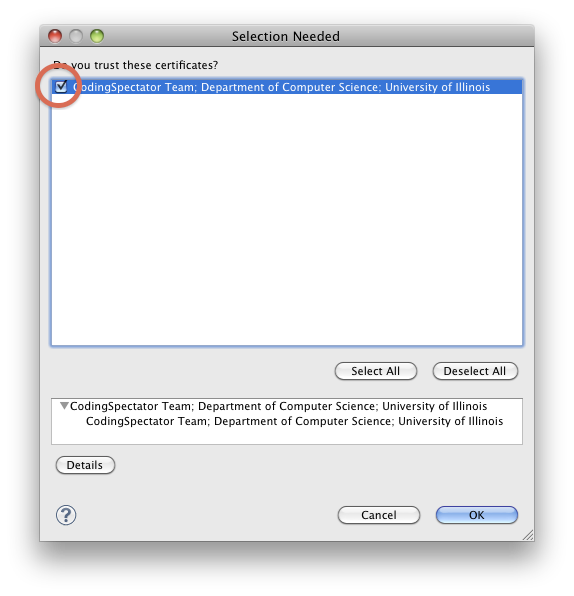 Selection Needed
Do you trust these certificates?
CodingSpectator Team; Department of Computer Science; University of Illinois
Select All
Deselect All
CodingSpectator Team; Department of Computer Science; University of Illinois
CodingSpectator Team; Department of Computer Science; University of Illinois
Details
?
Cancel
OK